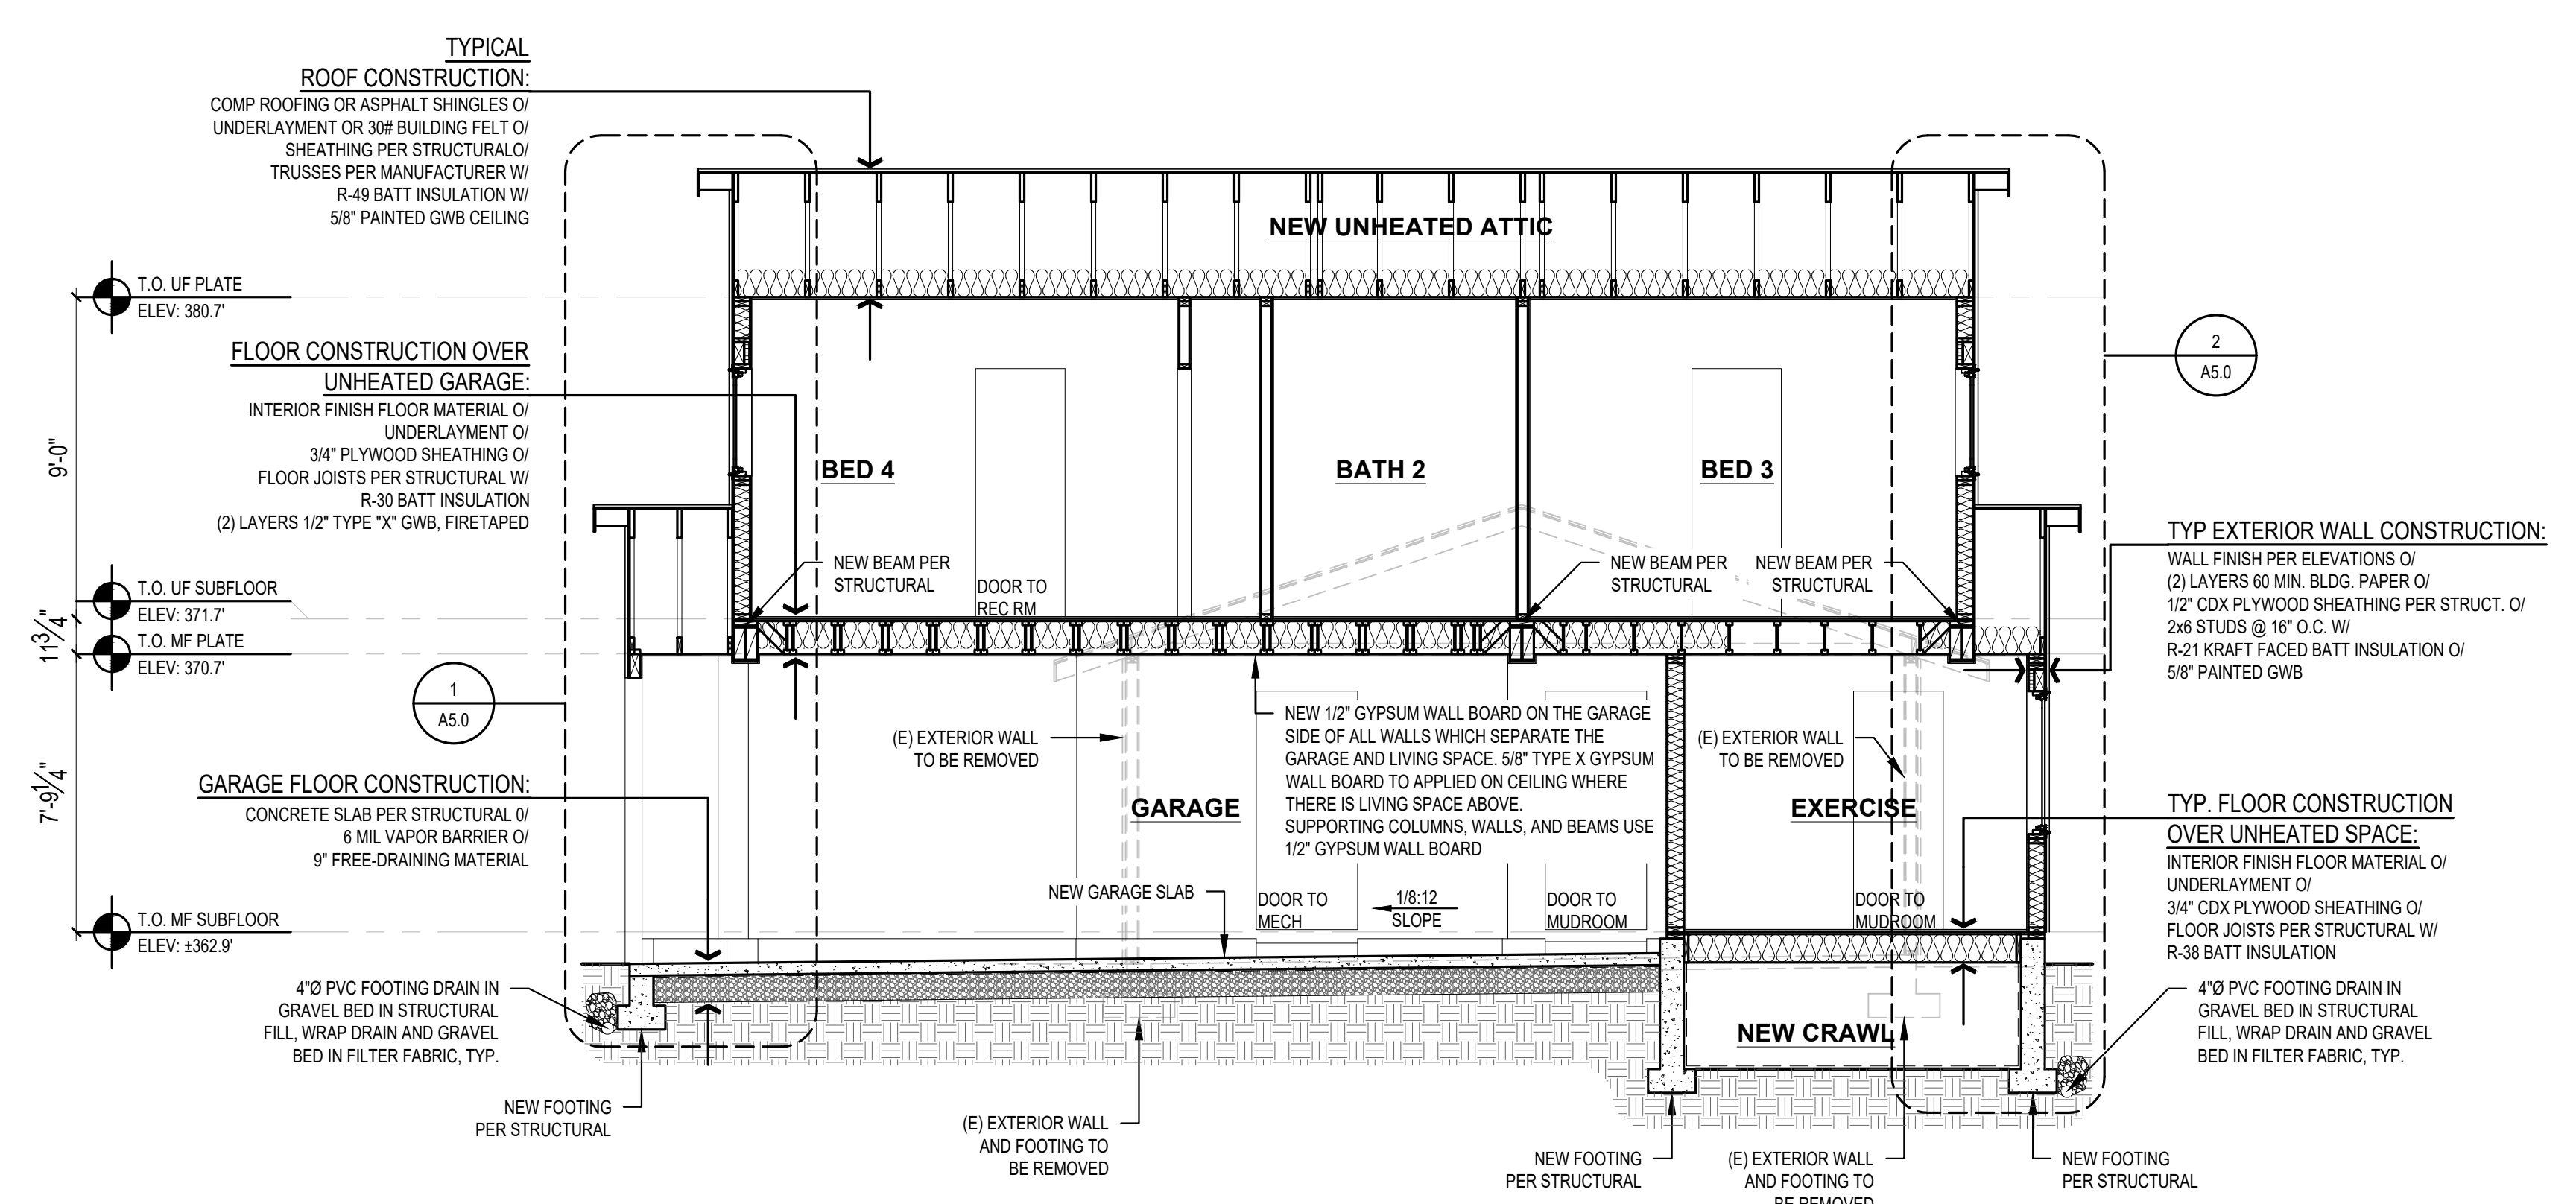 TYPICAL
ROOF CONSTRUCTION:
COMP ROOFING OR ASPHALT SHINGLES O/
UNDERLAYMENT OR 30# BUILDING FELT O/
SHEATHING PER STRUCTURALO/
TRUSSES PER MANUFACTURER W/
R-49 BATT INSULATION W/
5/8" PAINTED GWB CEILING
NEW UNHEATED ATTIC
T.O. UF PLATE
ELEV: 380.7'
9'-0"
FLOOR CONSTRUCTION OVER
UNHEATED GARAGE:
INTERIOR FINISH FLOOR MATERIAL O/
UNDERLAYMENT O/
3/4" PLYWOOD SHEATHING O/
FLOOR JOISTS PER STRUCTURAL W/
R-30 BATT INSULATION
(2) LAYERS 1/2" TYPE "X" GWB, FIRETAPED
2
A5.0
BED 4
BATH 2
BED 3
NEW BEAM PER
STRUCTURAL
DOOR TO
REC RM
NEW BEAM PER
STRUCTURAL
NEW BEAM PER
STRUCTURAL
TYP EXTERIOR WALL CONSTRUCTION:
WALL FINISH PER ELEVATIONS O/
(2) LAYERS 60 MIN. BLDG. PAPER O/
1/2" CDX PLYWOOD SHEATHING PER STRUCT. O/
2x6 STUDS @ 16" O.C. W/
R-21 KRAFT FACED BATT INSULATION O/
5/8" PAINTED GWB
T.O. UF SUBFLOOR
ELEV: 371.7'
11 3/4"
T.O. MF PLATE
ELEV: 370.7'
1
A5.0
7'-9 1/4"
(E) EXTERIOR WALL
TO BE REMOVED
NEW 1/2" GYPSUM WALL BOARD ON THE GARAGE
SIDE OF ALL WALLS WHICH SEPARATE THE
GARAGE AND LIVING SPACE. 5/8" TYPE X GYPSUM
WALL BOARD TO APPLIED ON CEILING WHERE
THERE IS LIVING SPACE ABOVE.
SUPPORTING COLUMNS, WALLS, AND BEAMS USE
1/2" GYPSUM WALL BOARD
(E) EXTERIOR WALL
TO BE REMOVED
GARAGE
EXERCISE
GARAGE FLOOR CONSTRUCTION:
CONCRETE SLAB PER STRUCTURAL 0/
6 MIL VAPOR BARRIER O/
9" FREE-DRAINING MATERIAL
TYP. FLOOR CONSTRUCTION
OVER UNHEATED SPACE:
INTERIOR FINISH FLOOR MATERIAL O/
UNDERLAYMENT O/
3/4" CDX PLYWOOD SHEATHING O/
FLOOR JOISTS PER STRUCTURAL W/
R-38 BATT INSULATION
NEW GARAGE SLAB
DOOR TO
MECH
1/8:12
SLOPE
DOOR TO
MUDROOM
DOOR TO
MUDROOM
T.O. MF SUBFLOOR
ELEV: ±362.9'
4"Ø PVC FOOTING DRAIN IN
GRAVEL BED IN STRUCTURAL
FILL, WRAP DRAIN AND GRAVEL
BED IN FILTER FABRIC, TYP.
NEW CRAWL
4"Ø PVC FOOTING DRAIN IN
GRAVEL BED IN STRUCTURAL
FILL, WRAP DRAIN AND GRAVEL
BED IN FILTER FABRIC, TYP.
NEW FOOTING
PER STRUCTURAL
(E) EXTERIOR WALL
AND FOOTING TO
BE REMOVED
NEW FOOTING
PER STRUCTURAL
(E) EXTERIOR WALL
AND FOOTING TO
BE REMOVED
NEW FOOTING
PER STRUCTURAL